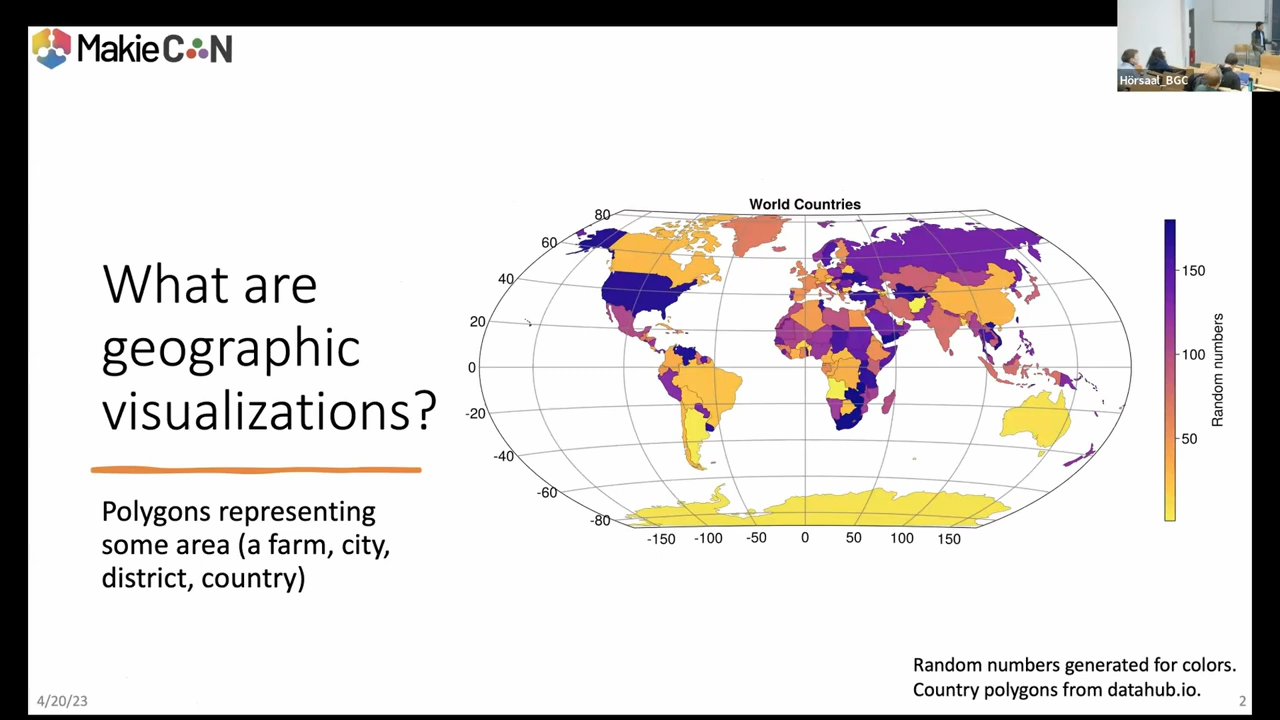 MakieCON
Hörsaal_BGC
What are
geographic
visualizations?
Polygons representing
some area (a farm, city,
district, country)
World Countries
80
60
40
20
0
-20
-40
-60
-80
-150 -100 -50 0 50 100 150
150
100
50
Random numbers
Random numbers generated for colors.
Country polygons from datahub.io.
4/20/23
2